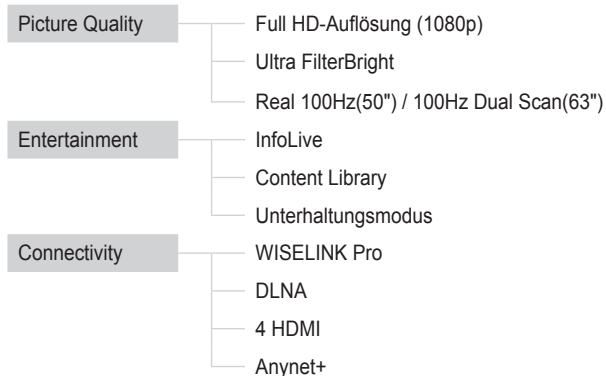 Picture Quality
Full HD-Auflösung (1080p)
Ultra FilterBright
Real 100Hz(50") / 100Hz Dual Scan(63")
Entertainment
InfoLive
Content Library
Unterhaltungsmodus
Connectivity
WISELINK Pro
DLNA
4 HDMI
Anynet+